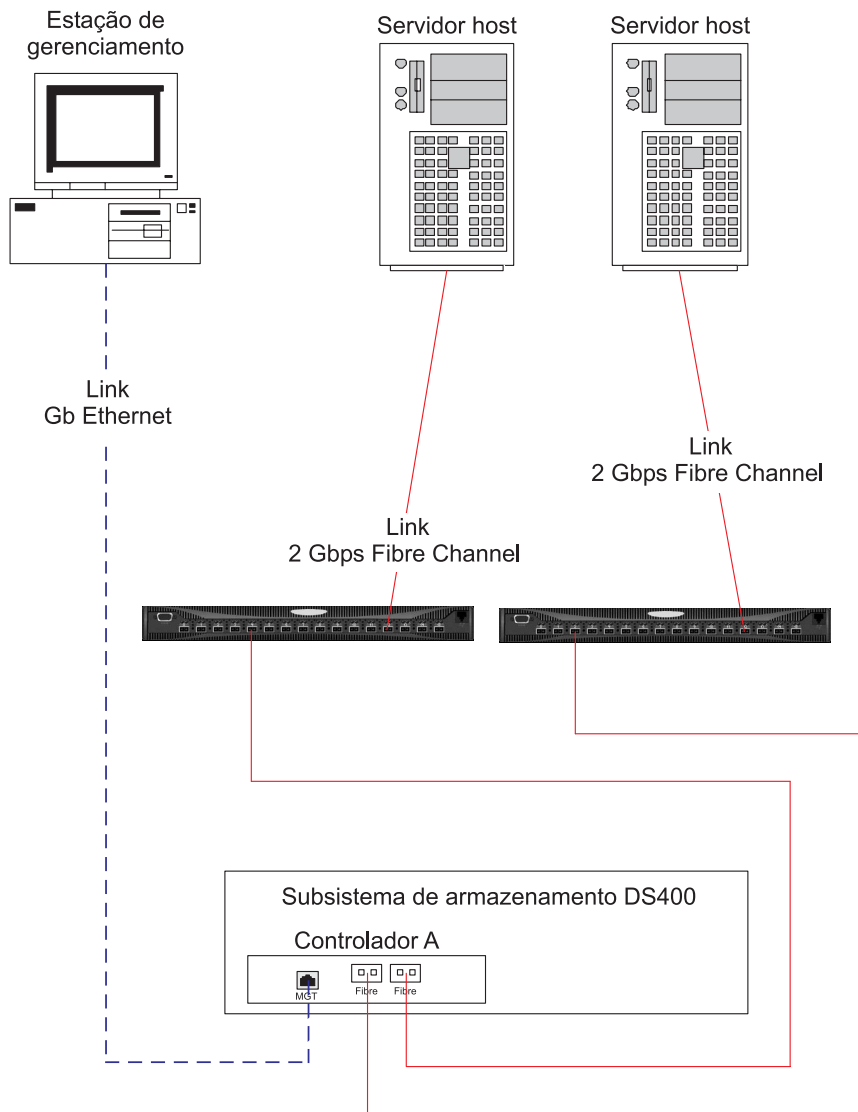 Estação de
gerenciamento
Servidor host
Servidor host
Link
Gb Ethernet
Link
2 Gbps Fibre Channel
Link
2 Gbps Fibre Channel
Subsistema de armazenamento DS400
Controlador A
MGT
Fibre
Fibre